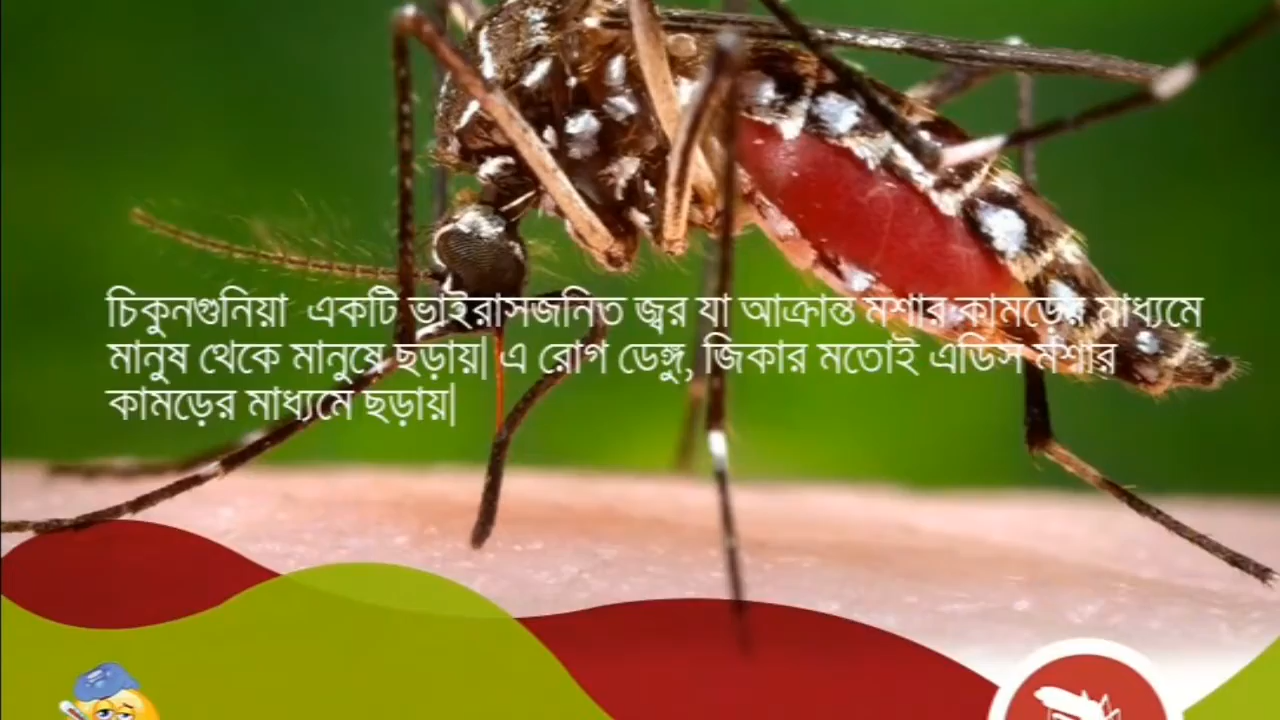 চিকুনগুনিয়া একটি ভাইরাসজনিত জ্বর যা আক্রান্ত মশার কামড়ের মাধ্যমে
মানুষ থেকে মানুষে ছড়ায়| এ রোগ ডেঙ্গু, জিকার মতোই এডিস মশার
কামড়ের মাধ্যমে ছড়ায়|